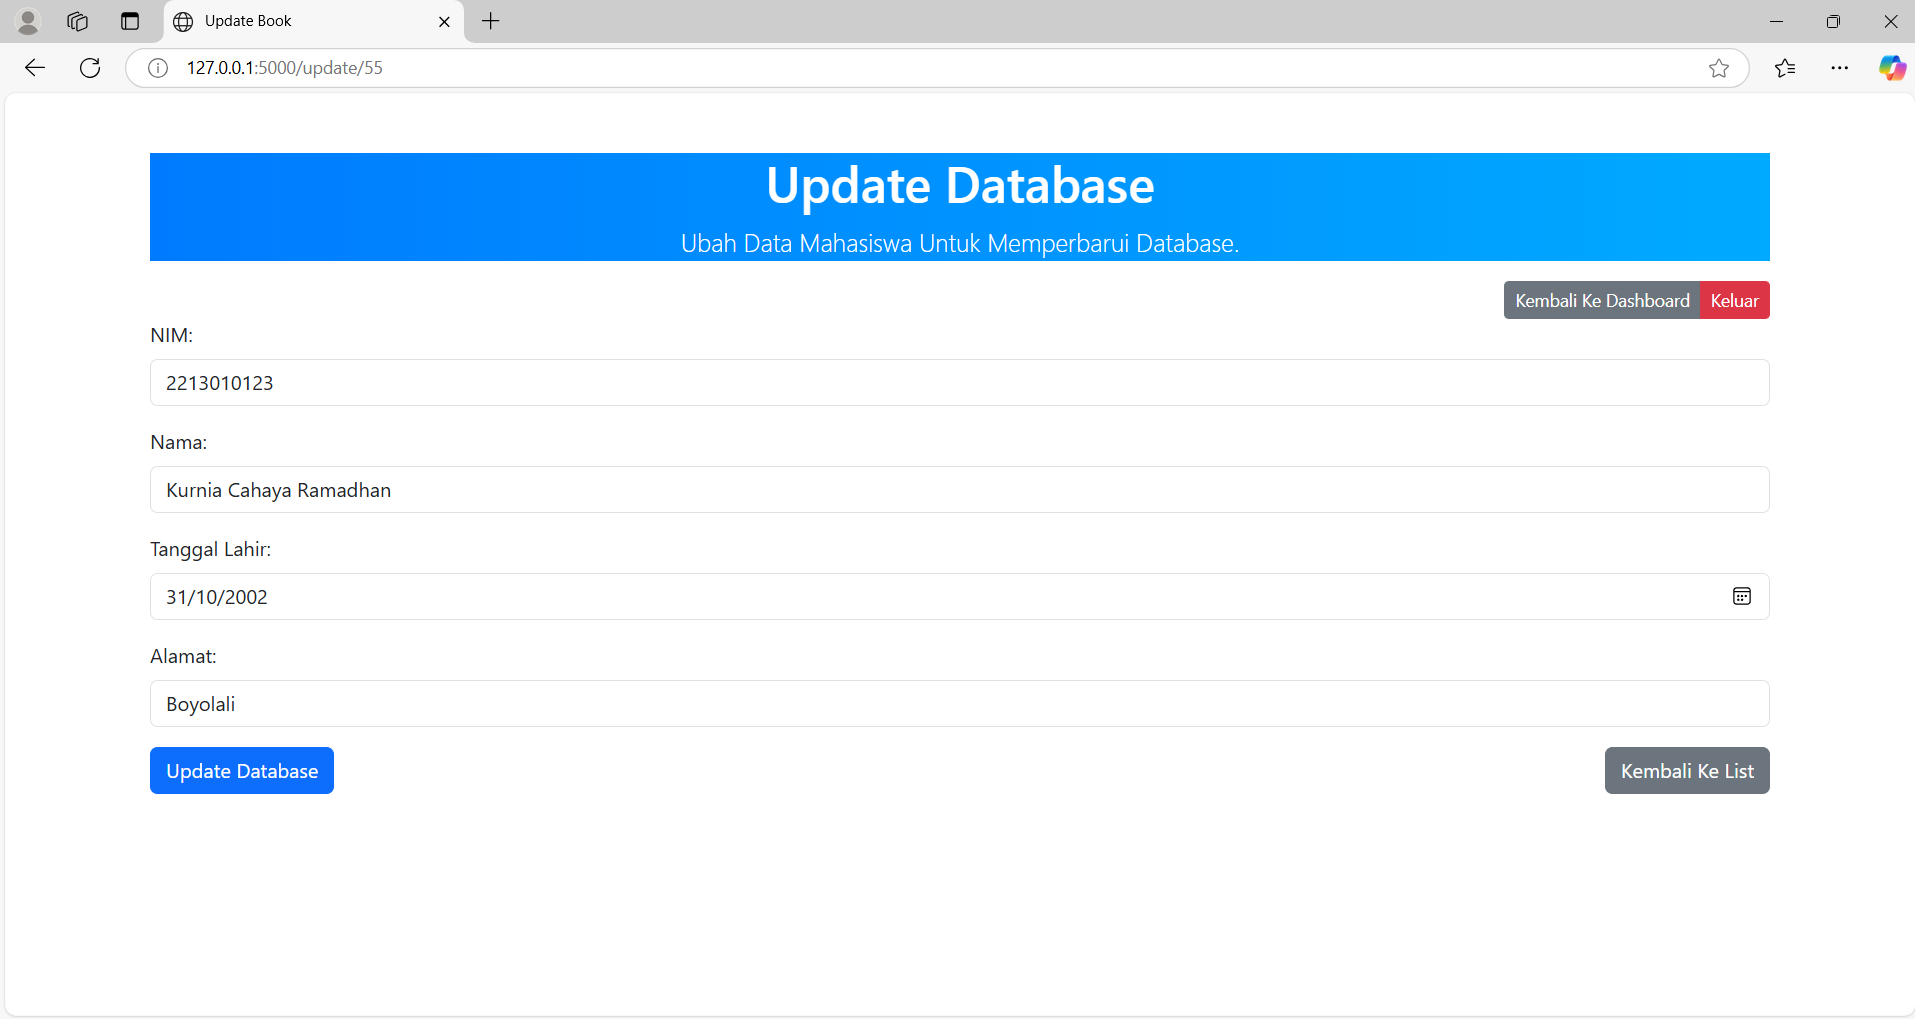 Update Book
127.0.0.1:5000/update/55
Update Database
Ubah Data Mahasiswa Untuk Memperbarui Database.
Kembali Ke Dashboard Keluar
NIM:
2213010123
Nama:
Kurnia Cahaya Ramadhan
Tanggal Lahir:
31/10/2002
Alamat:
Boyolali
Update Database Kembali Ke List